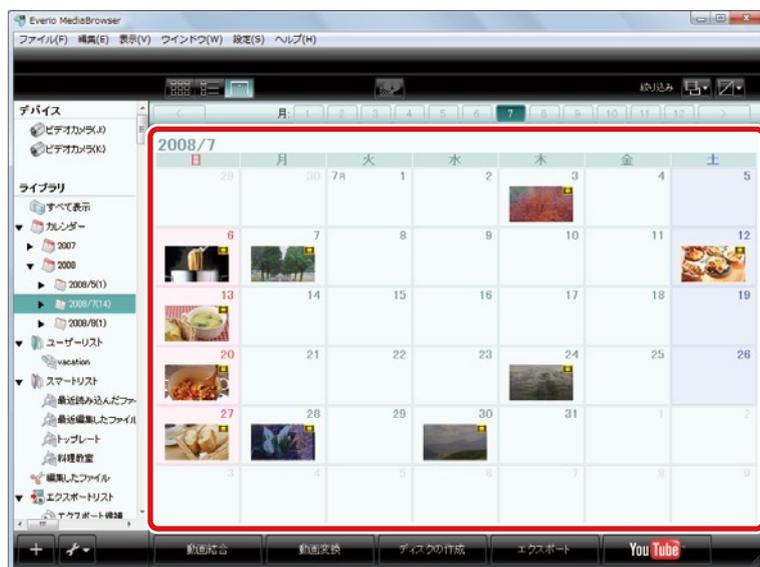 Everio MediaBrowser
ファイル(F) 編集(E) 表示(V) ウインドウ(W) 設定(S) ヘルプ(H)
絞り込み
デバイス
ビデオカメラ(J)
ビデオカメラ(K)
ライブラリ
すべて表示
カレンダー
2007
2008
2008/5(1)
2008/7(14)
2008/8(1)
ユーザーリスト
vacation
スマートリスト
最近読み込んだファ
最近編集したファイル
トップレート
料理教室
編集したファイル
エクスポートリスト
エクスポート候補
月: 1 2 3 4 5 6 7 8 9 10 11 12
2008/7
日 月 火 水 木 金 土
29 30 7月 1 2 3 4 5
6 7 8 9 10 11 12
13 14 15 16 17 18 19
20 21 22 23 24 25 26
27 28 29 30 31 1 2
3 4 5 6 7 8 9
動画結合 動画変換 ディスクの作成 エクスポート YouTube